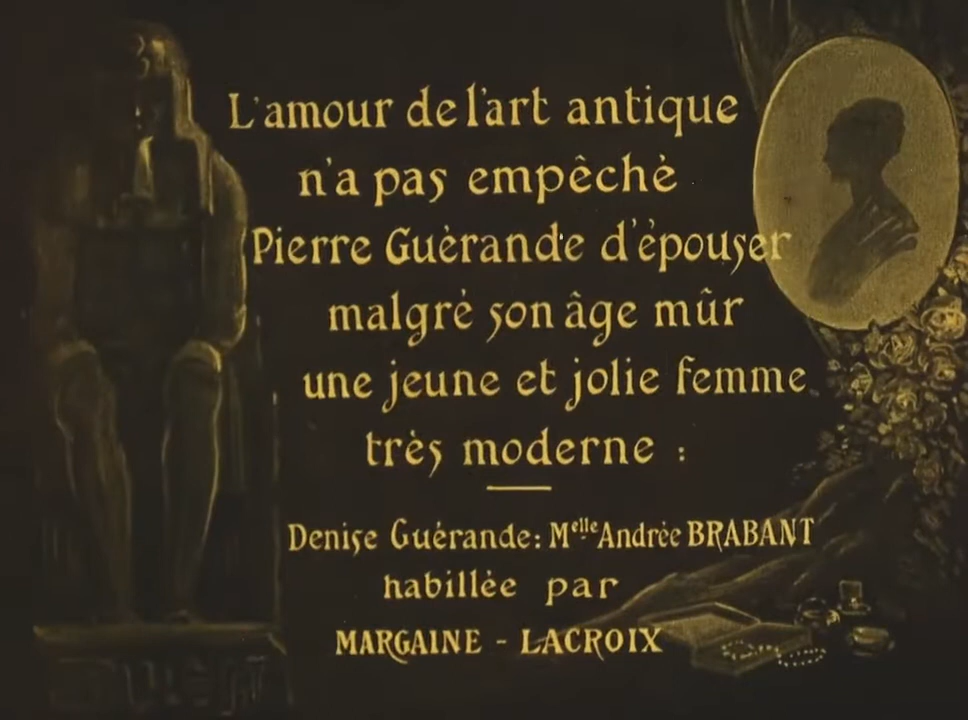 L'amour de l'art antique
n'a pas empêché
Pierre Guérande d'épouser
malgré son âge mûr
une jeune et jolie femme
très moderne :
Denise Guérande : Melle Andrée BRABANT
habillée par
MARGAINE - LACROIX